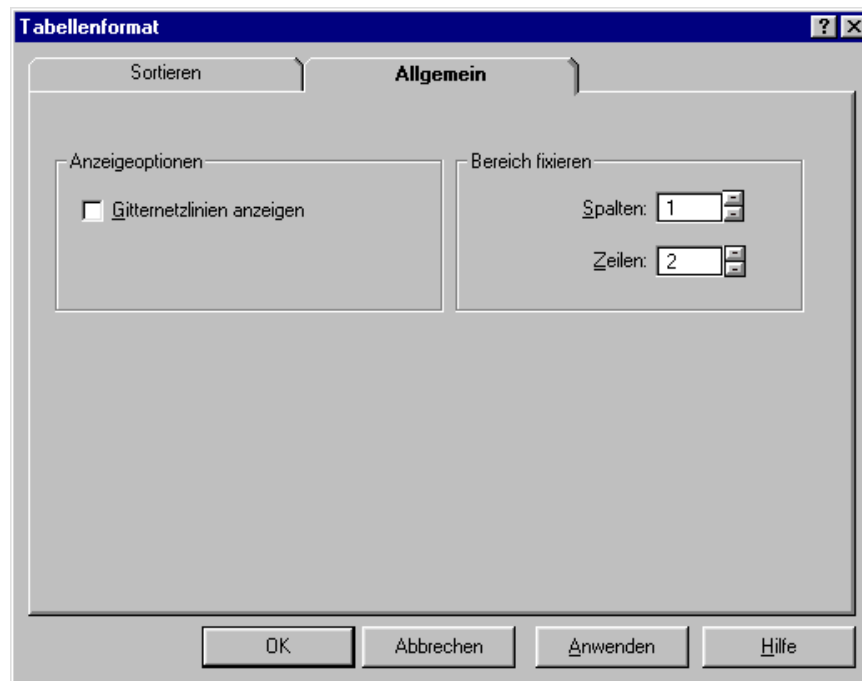 Tabellenformat
Sortieren
Allgemein
Anzeigeoptionen
Gitternetzlinien anzeigen
Bereich fixieren
Spalten: 1
Zeilen: 2
OK
Abbrechen
Anwenden
Hilfe